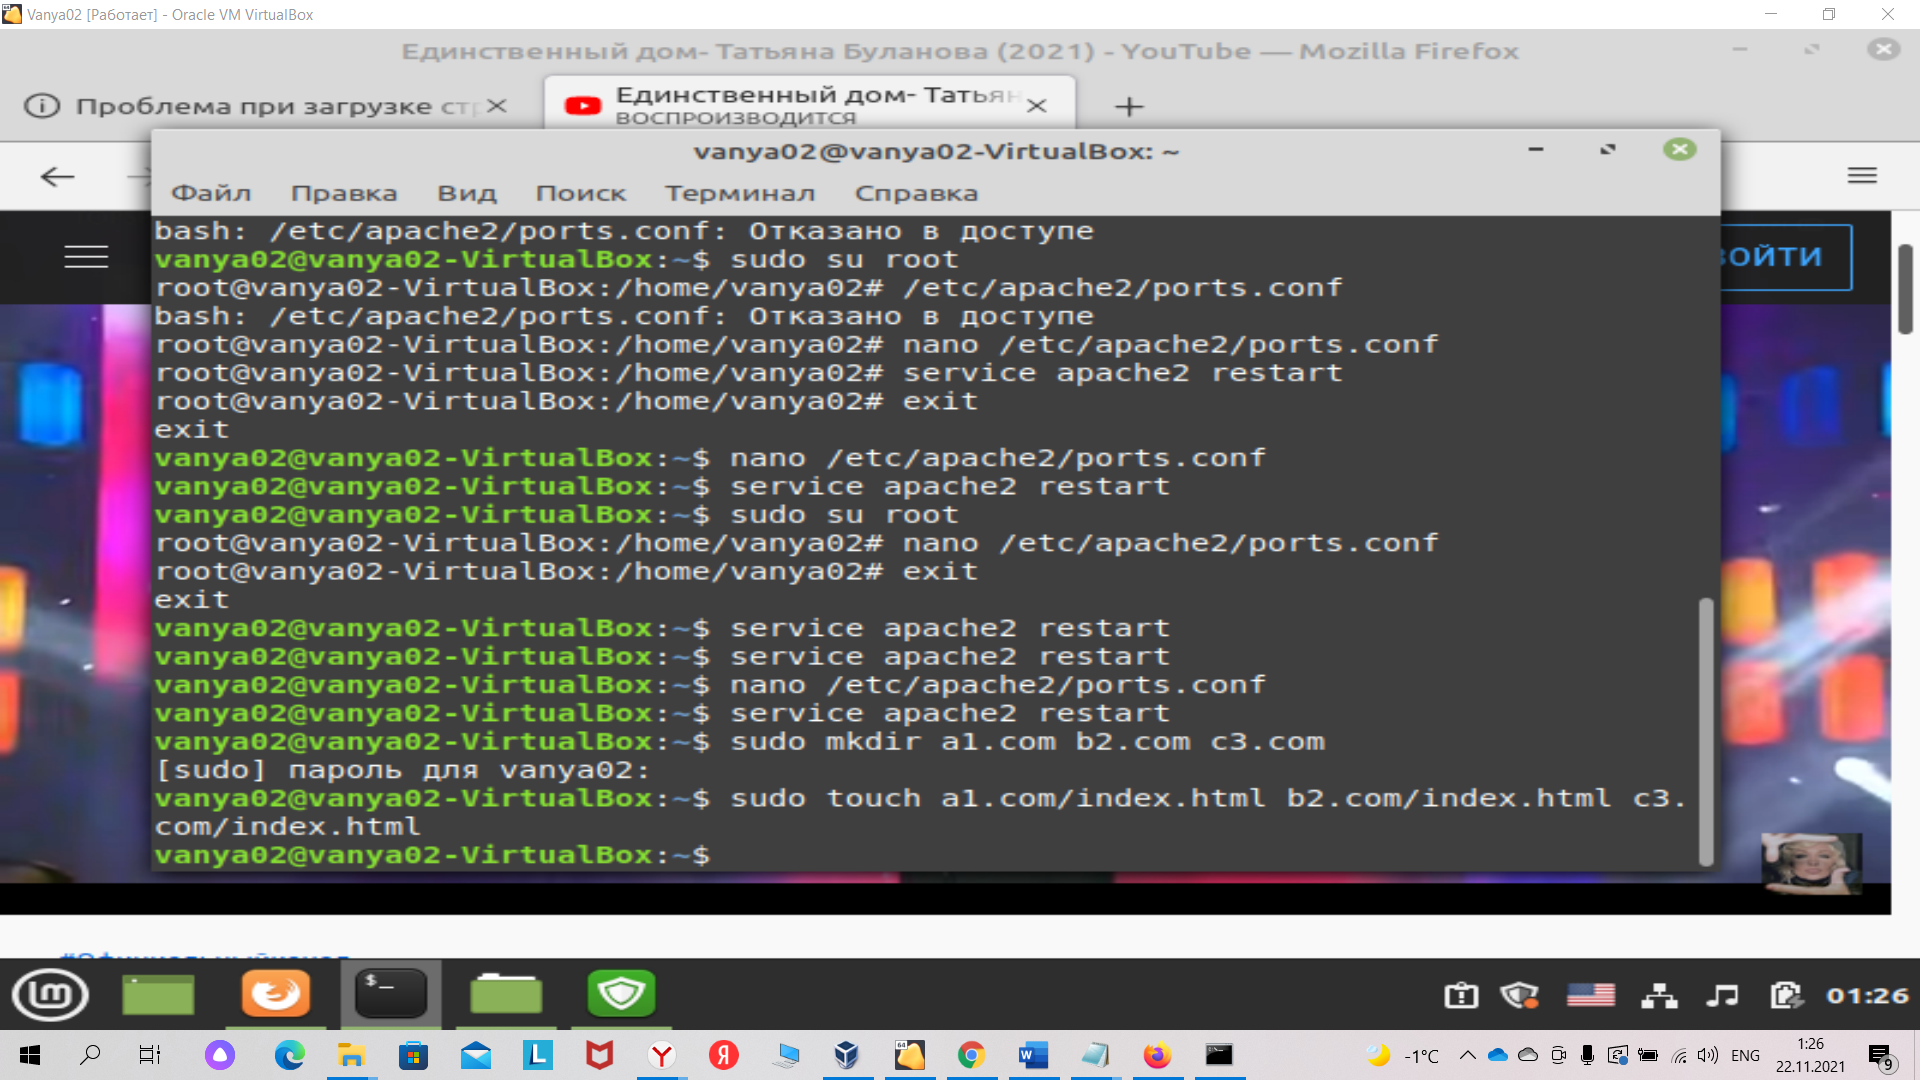 Vanya02 [Работает] - Oracle VM VirtualBox
Единственный дом- Татьяна Буланова (2021) - YouTube — Mozilla Firefox
Проблема при загрузке стр
Единственный дом- Татьян
ВОСПРОИЗВОДИТСЯ
vanya02@vanya02-VirtualBox: ~
Файл Правка Вид Поиск Терминал Справка
bash: /etc/apache2/ports.conf: Отказано в доступе
vanya02@vanya02-VirtualBox:~$ sudo su root
ВОЙТИ
root@vanya02-VirtualBox:/home/vanya02# /etc/apache2/ports.conf
bash: /etc/apache2/ports.conf: Отказано в доступе
root@vanya02-VirtualBox:/home/vanya02# nano /etc/apache2/ports.conf
root@vanya02-VirtualBox:/home/vanya02# service apache2 restart
root@vanya02-VirtualBox:/home/vanya02# exit
exit
vanya02@vanya02-VirtualBox:~$ nano /etc/apache2/ports.conf
vanya02@vanya02-VirtualBox:~$ service apache2 restart
vanya02@vanya02-VirtualBox:~$ sudo su root
root@vanya02-VirtualBox:/home/vanya02# nano /etc/apache2/ports.conf
root@vanya02-VirtualBox:/home/vanya02# exit
exit
vanya02@vanya02-VirtualBox:~$ service apache2 restart
vanya02@vanya02-VirtualBox:~$ service apache2 restart
vanya02@vanya02-VirtualBox:~$ nano /etc/apache2/ports.conf
vanya02@vanya02-VirtualBox:~$ service apache2 restart
vanya02@vanya02-VirtualBox:~$ sudo mkdir a1.com b2.com c3.com
[sudo] пароль для vanya02:
vanya02@vanya02-VirtualBox:~$ sudo touch a1.com/index.html b2.com/index.html c3.
com/index.html
vanya02@vanya02-VirtualBox:~$
01:26
-1°C
ENG
1:26
22.11.2021
9